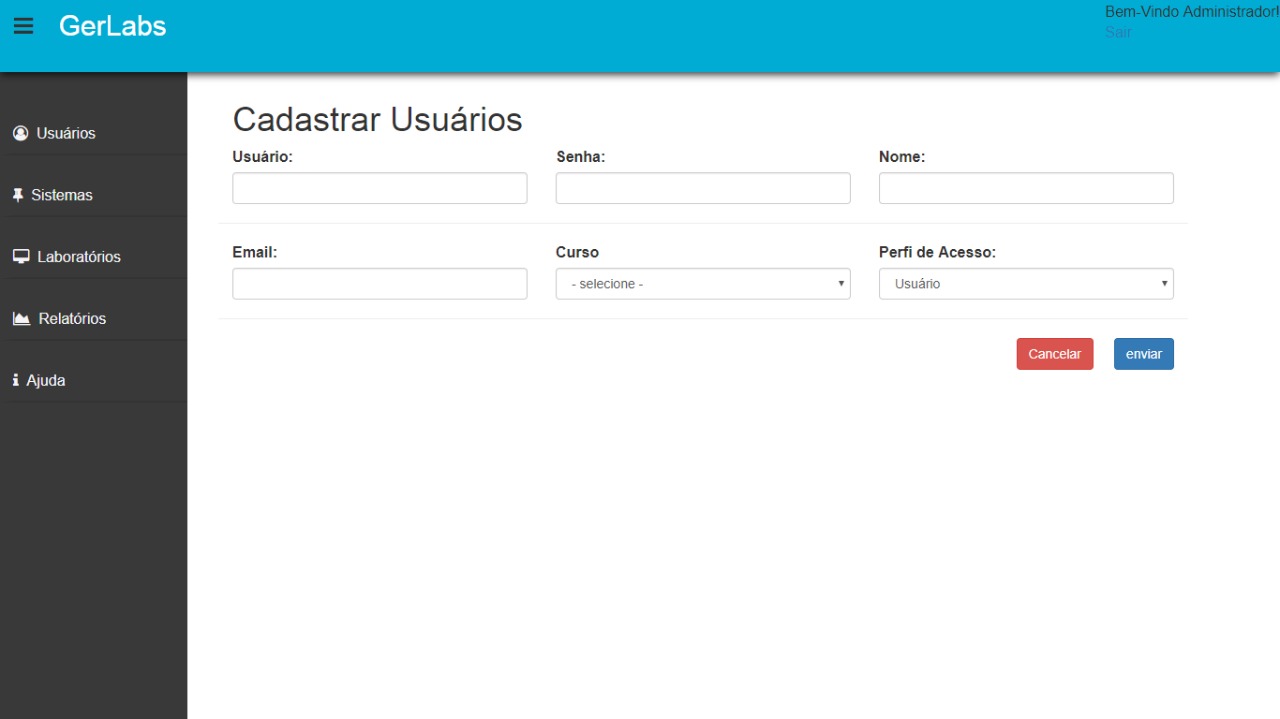 GerLabs
Bem-Vindo Administrador!
Sair
Usuários
Sistemas
Laboratórios
Relatórios
Ajuda
Cadastrar Usuários
Usuário: Senha: Nome:
Email: Curso Perfi de Acesso:
- selecione - Usuário
Cancelar enviar